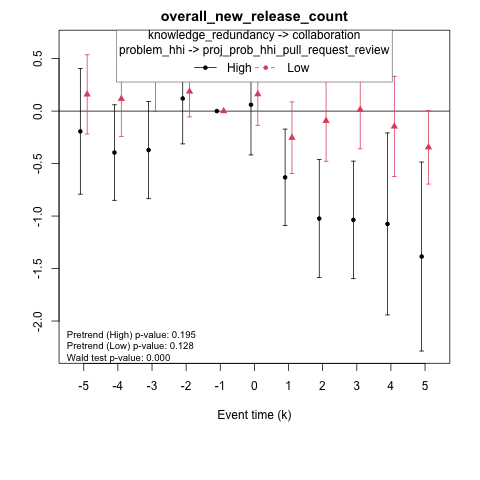 overall_new_release_count
knowledge_redundancy -> collaboration
problem_hhi -> proj_prob_hhi_pull_request_review
High Low
0.5
0.0
-0.5
-1.0
-1.5
-2.0
Pretrend (High) p-value: 0.195
Pretrend (Low) p-value: 0.128
Wald test p-value: 0.000
-5 -4 -3 -2 -1 0 1 2 3 4 5
Event time (k)